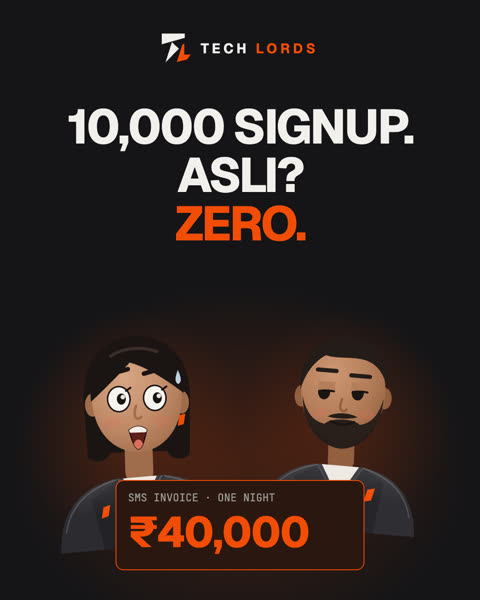 TECH LORDS
10,000 SIGNUP.
ASLI?
ZERO.
SMS INVOICE · ONE NIGHT
₹40,000